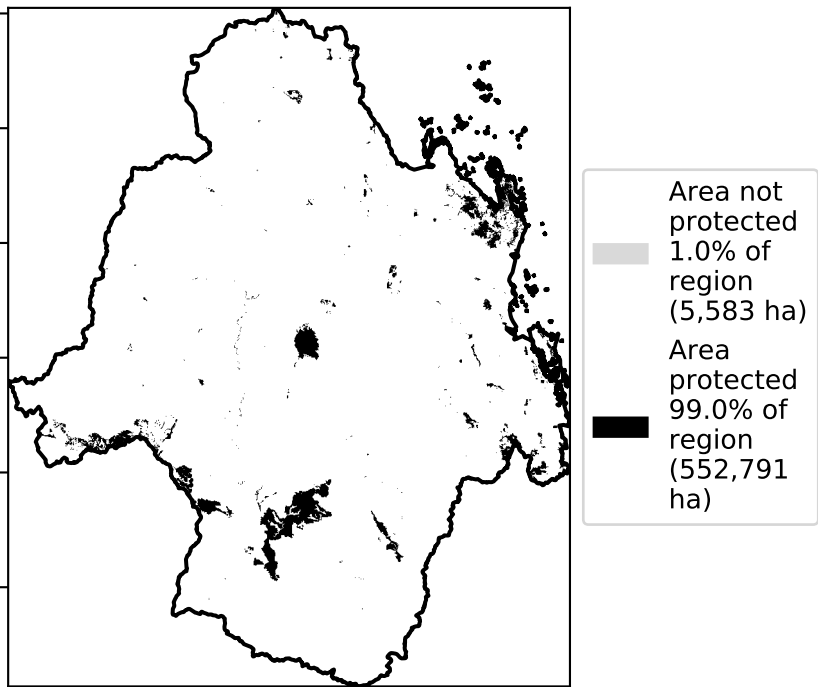 Area not
protected
1.0% of
region
(5,583 ha)
Area
protected
99.0% of
region
(552,791
ha)